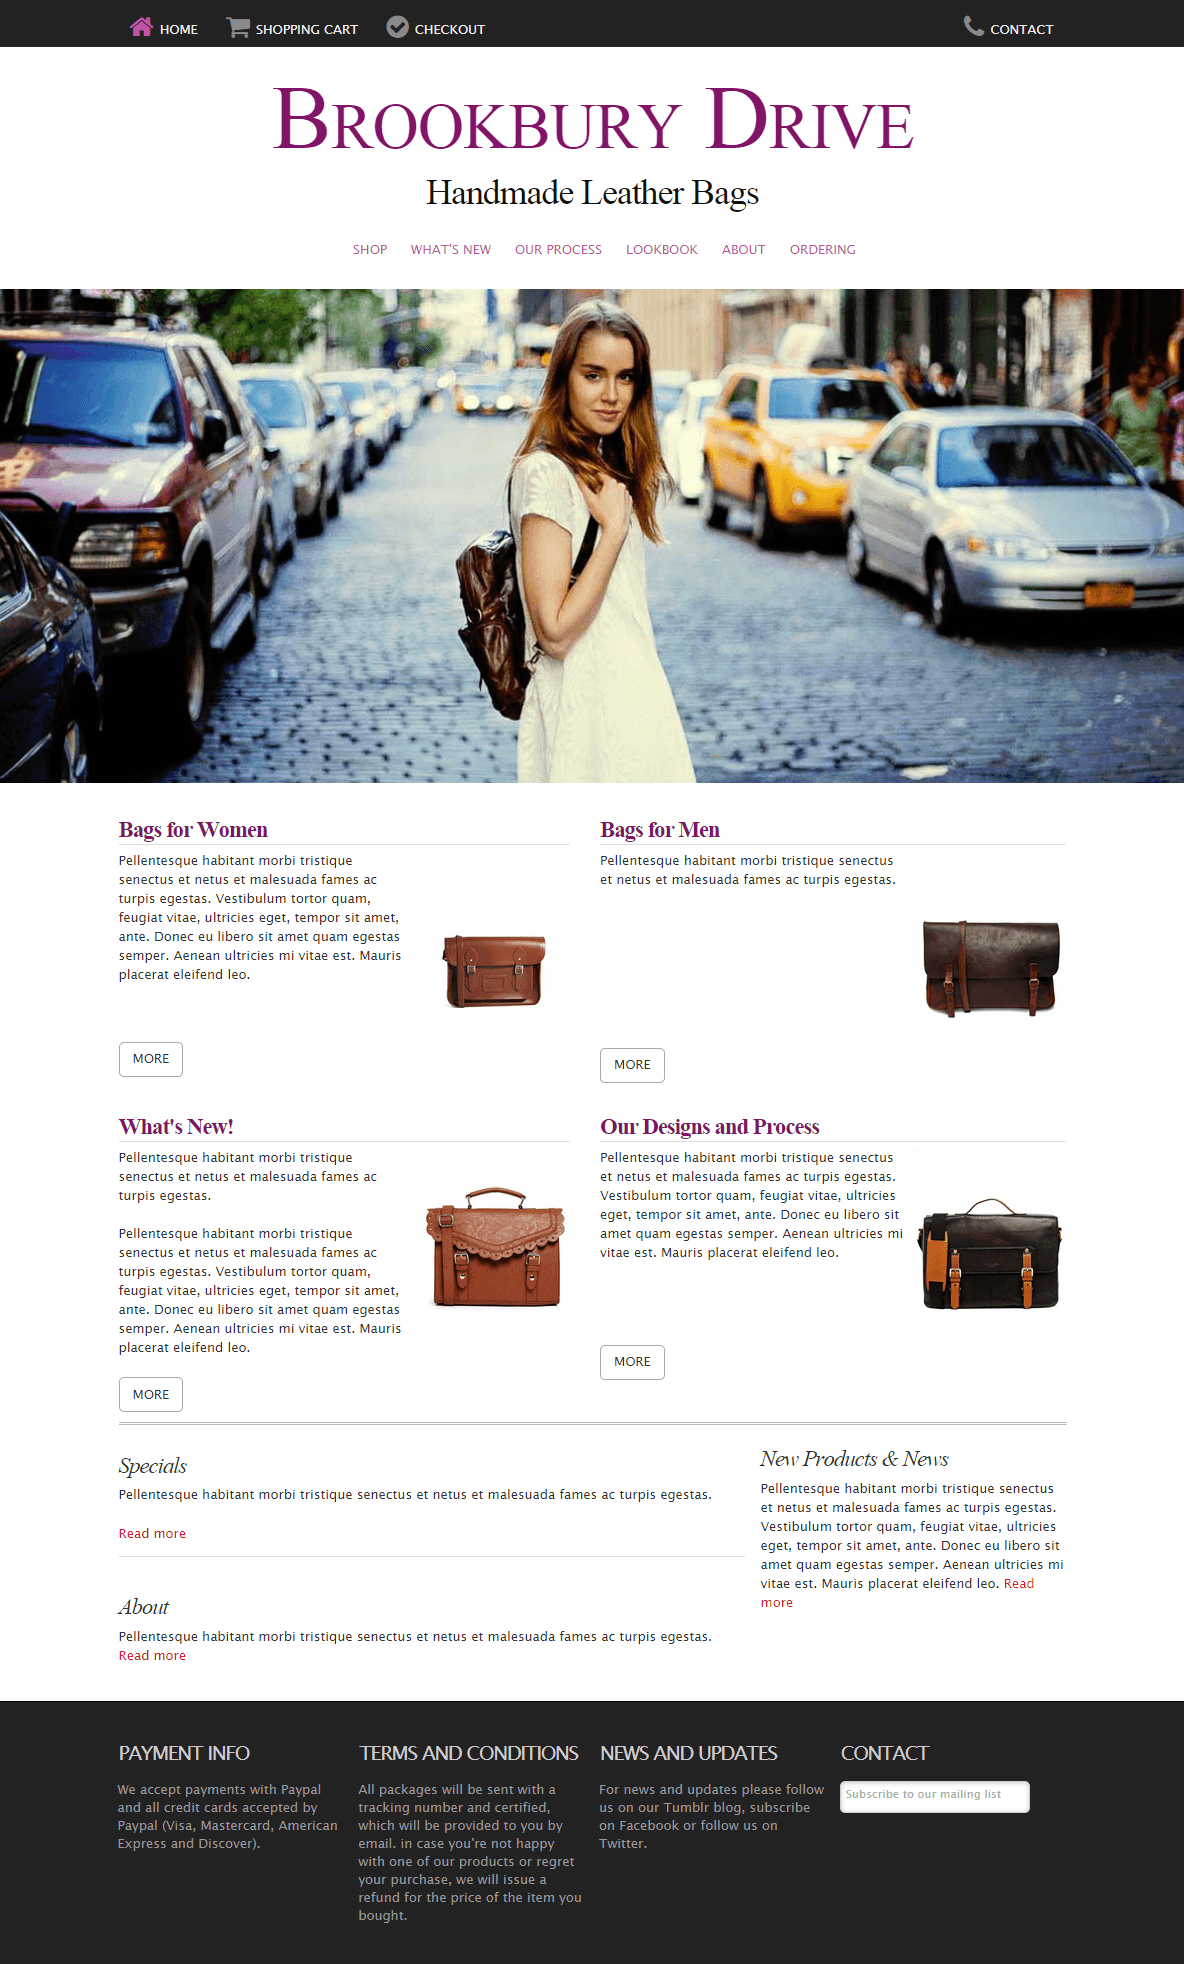 HOME SHOPPING CART CHECKOUT CONTACT
BROOKBURY DRIVE
Handmade Leather Bags
SHOP WHAT'S NEW OUR PROCESS LOOKBOOK ABOUT ORDERING
Bags for Women
Pellentesque habitant morbi tristique
senectus et netus et malesuada fames ac
turpis egestas. Vestibulum tortor quam,
feugiat vitae, ultricies eget, tempor sit amet,
ante. Donec eu libero sit amet quam egestas
semper. Aenean ultricies mi vitae est. Mauris
placerat eleifend leo.
MORE
Bags for Men
Pellentesque habitant morbi tristique senectus
et netus et malesuada fames ac turpis egestas.
MORE
What's New!
Pellentesque habitant morbi tristique
senectus et netus et malesuada fames ac
turpis egestas.
Pellentesque habitant morbi tristique
senectus et netus et malesuada fames ac
turpis egestas. Vestibulum tortor quam,
feugiat vitae, ultricies eget, tempor sit amet,
ante. Donec eu libero sit amet quam egestas
semper. Aenean ultricies mi vitae est. Mauris
placerat eleifend leo.
MORE
Our Designs and Process
Pellentesque habitant morbi tristique senectus
et netus et malesuada fames ac turpis egestas.
Vestibulum tortor quam, feugiat vitae, ultricies
eget, tempor sit amet, ante. Donec eu libero sit
amet quam egestas semper. Aenean ultricies mi
vitae est. Mauris placerat eleifend leo.
MORE
Specials
Pellentesque habitant morbi tristique senectus et netus et malesuada fames ac turpis egestas.
Read more
About
Pellentesque habitant morbi tristique senectus et netus et malesuada fames ac turpis egestas.
Read more
New Products & News
Pellentesque habitant morbi tristique senectus
et netus et malesuada fames ac turpis egestas.
Vestibulum tortor quam, feugiat vitae, ultricies
eget, tempor sit amet, ante. Donec eu libero sit
amet quam egestas semper. Aenean ultricies mi
vitae est. Mauris placerat eleifend leo. Read
more
PAYMENT INFO
We accept payments with Paypal
and all credit cards accepted by
Paypal (Visa, Mastercard, American
Express and Discover).
TERMS AND CONDITIONS
All packages will be sent with a
tracking number and certified,
which will be provided to you by
email. in case you're not happy
with one of our products or regret
your purchase, we will issue a
refund for the price of the item you
bought.
NEWS AND UPDATES
For news and updates please follow
us on our Tumblr blog, subscribe
on Facebook or follow us on
Twitter.
CONTACT
Subscribe to our mailing list